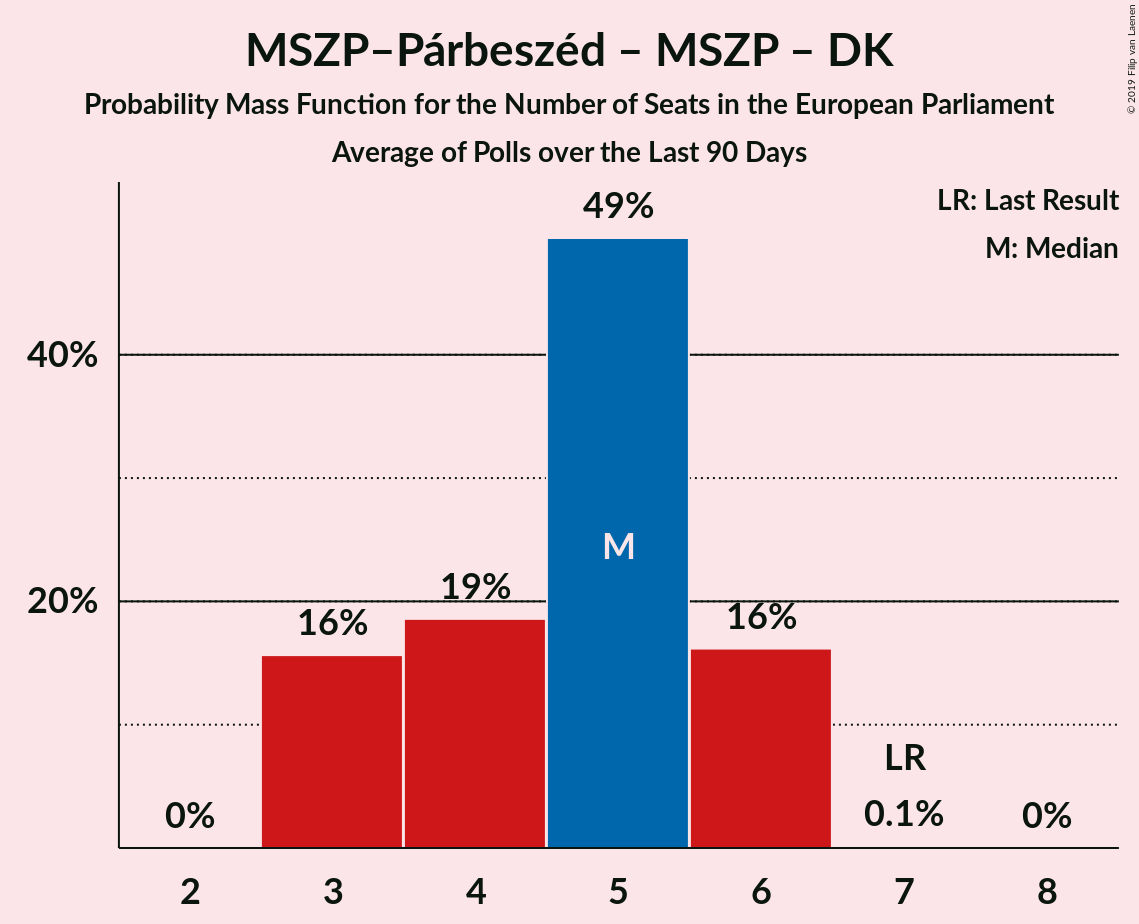 MSZP–Párbeszéd – MSZP – DK
Probability Mass Function for the Number of Seats in the European Parliament
Average of Polls over the Last 90 Days
© 2019 Filip van Laenen
LR: Last Result
M: Median
49%
40%
M
19%
20%
16%
16%
LR
0%
0.1%
0%
2 3 4 5 6 7 8